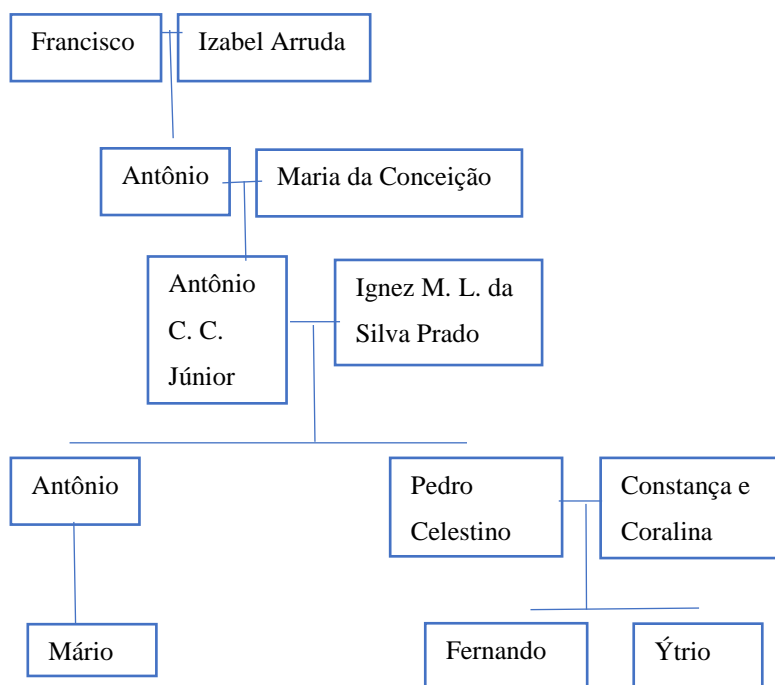 Francisco
Izabel Arruda
Antônio
Maria da Conceição
Antônio
C. C.
Júnior
Ignez M. L. da
Silva Prado
Antônio
Pedro
Celestino
Constança e
Coralina
Mário
Fernando
Ýtrio